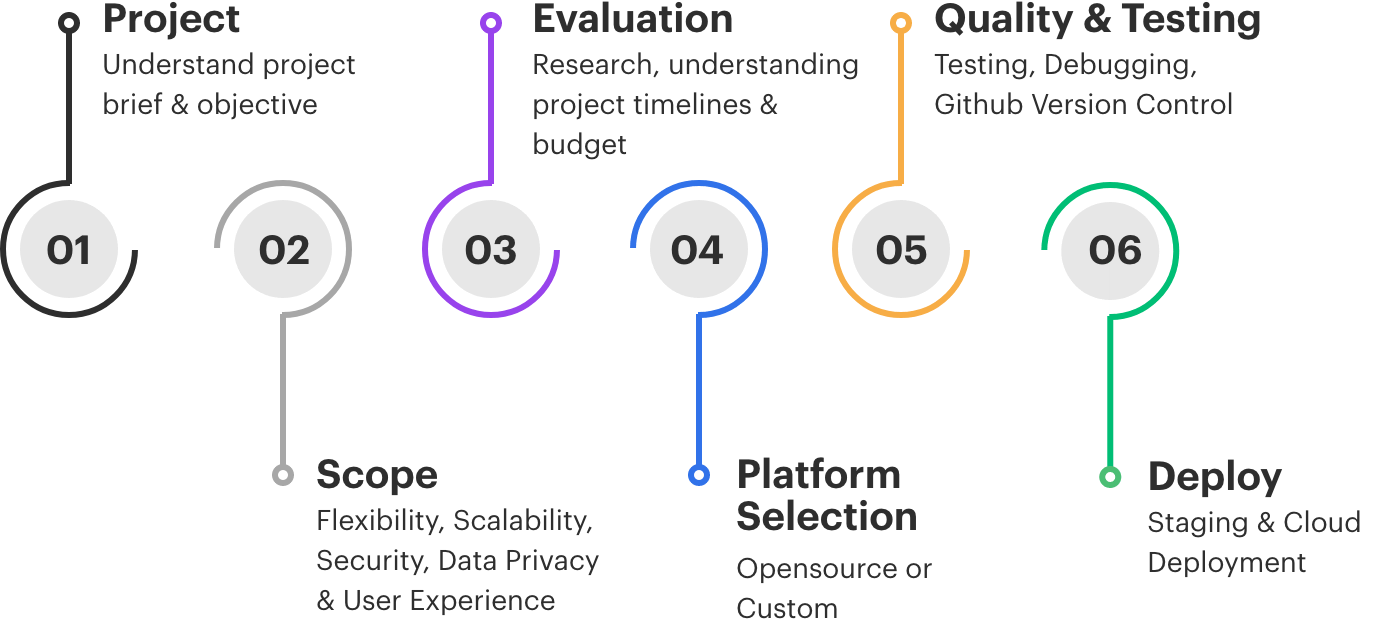 Project
Understand project
brief & objective
Evaluation
Research, understanding
project timelines &
budget
Quality & Testing
Testing, Debugging,
Github Version Control
01
02
03
04
05
06
Scope
Flexibility, Scalability,
Security, Data Privacy
& User Experience
Platform
Selection
Opensource or
Custom
Deploy
Staging & Cloud
Deployment